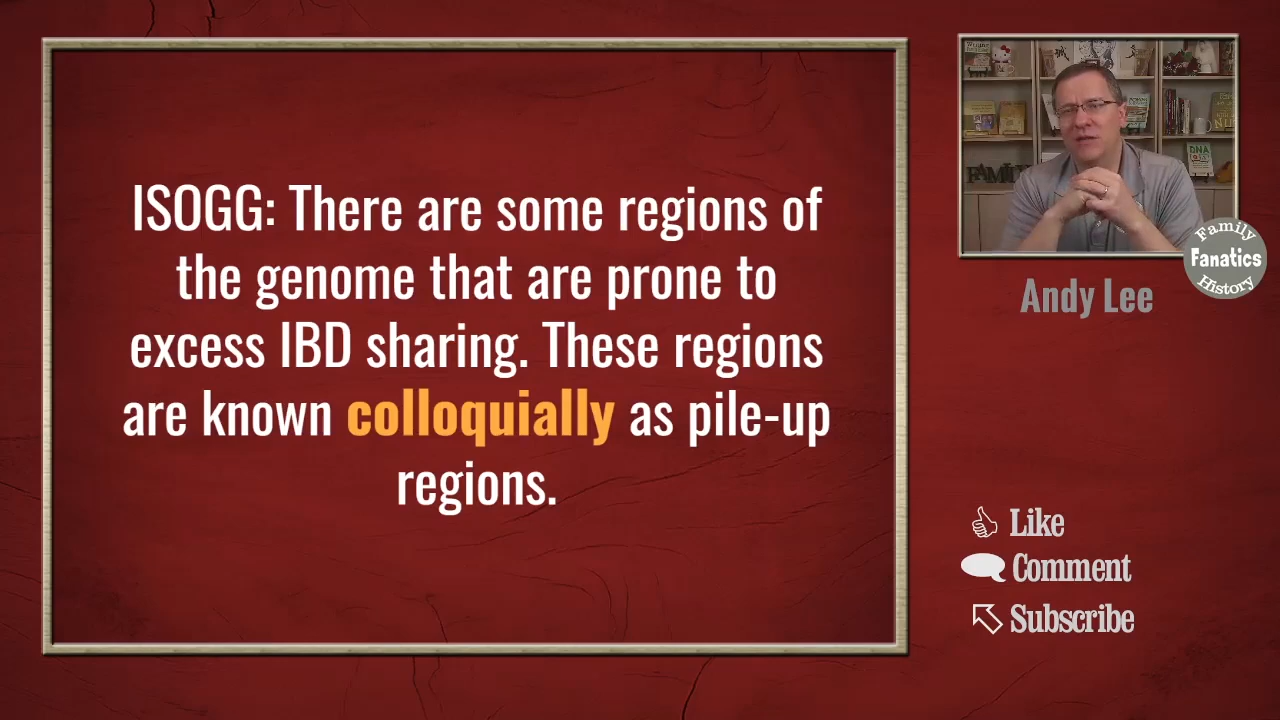 ISOGG: There are some regions of
the genome that are prone to
excess IBD sharing. These regions
are known colloquially as pile-up
regions.
Andy Lee
Family
Fanatics
History
Like
Comment
Subscribe